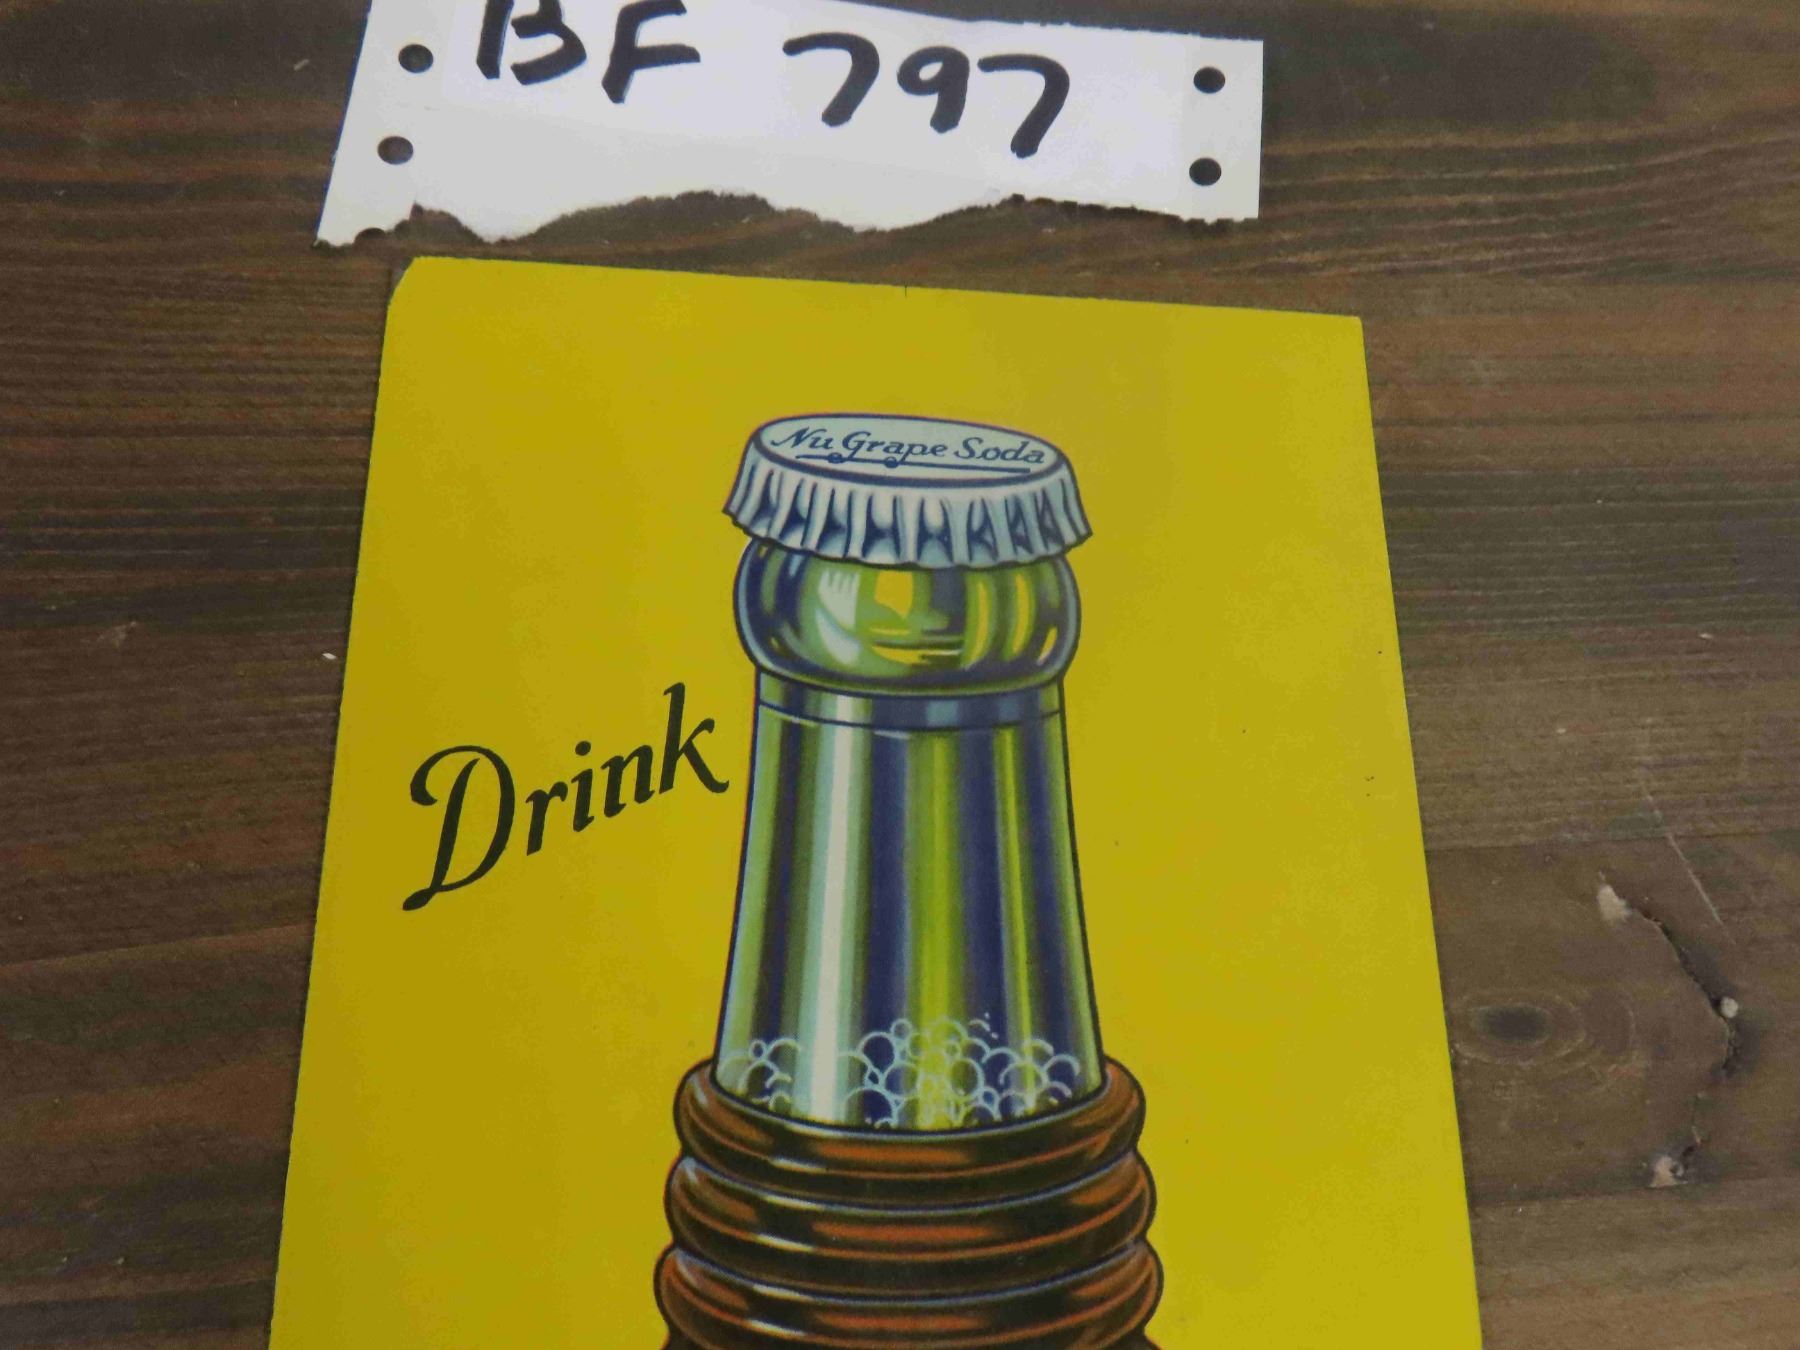 BF 797
Nu Grape Soda
Drink